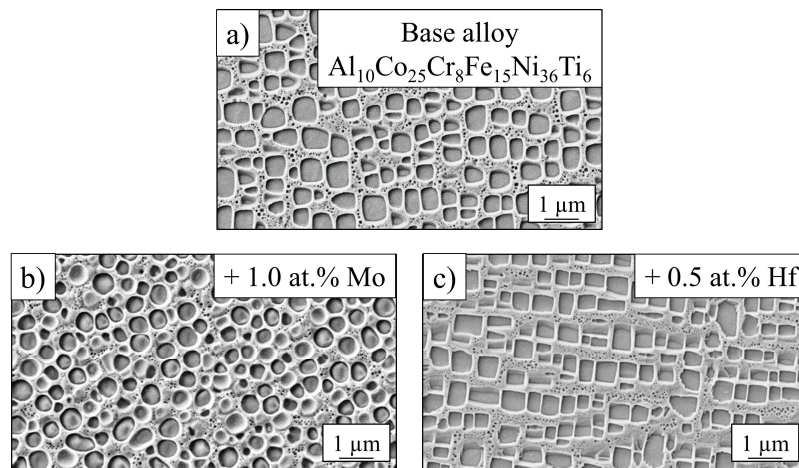 a)
Base alloy
Al₁₀Co₂₅Cr₈Fe₁₅Ni₃₆Ti₆
1 µm
b)
+ 1.0 at.% Mo
1 µm
c)
+ 0.5 at.% Hf
1 µm